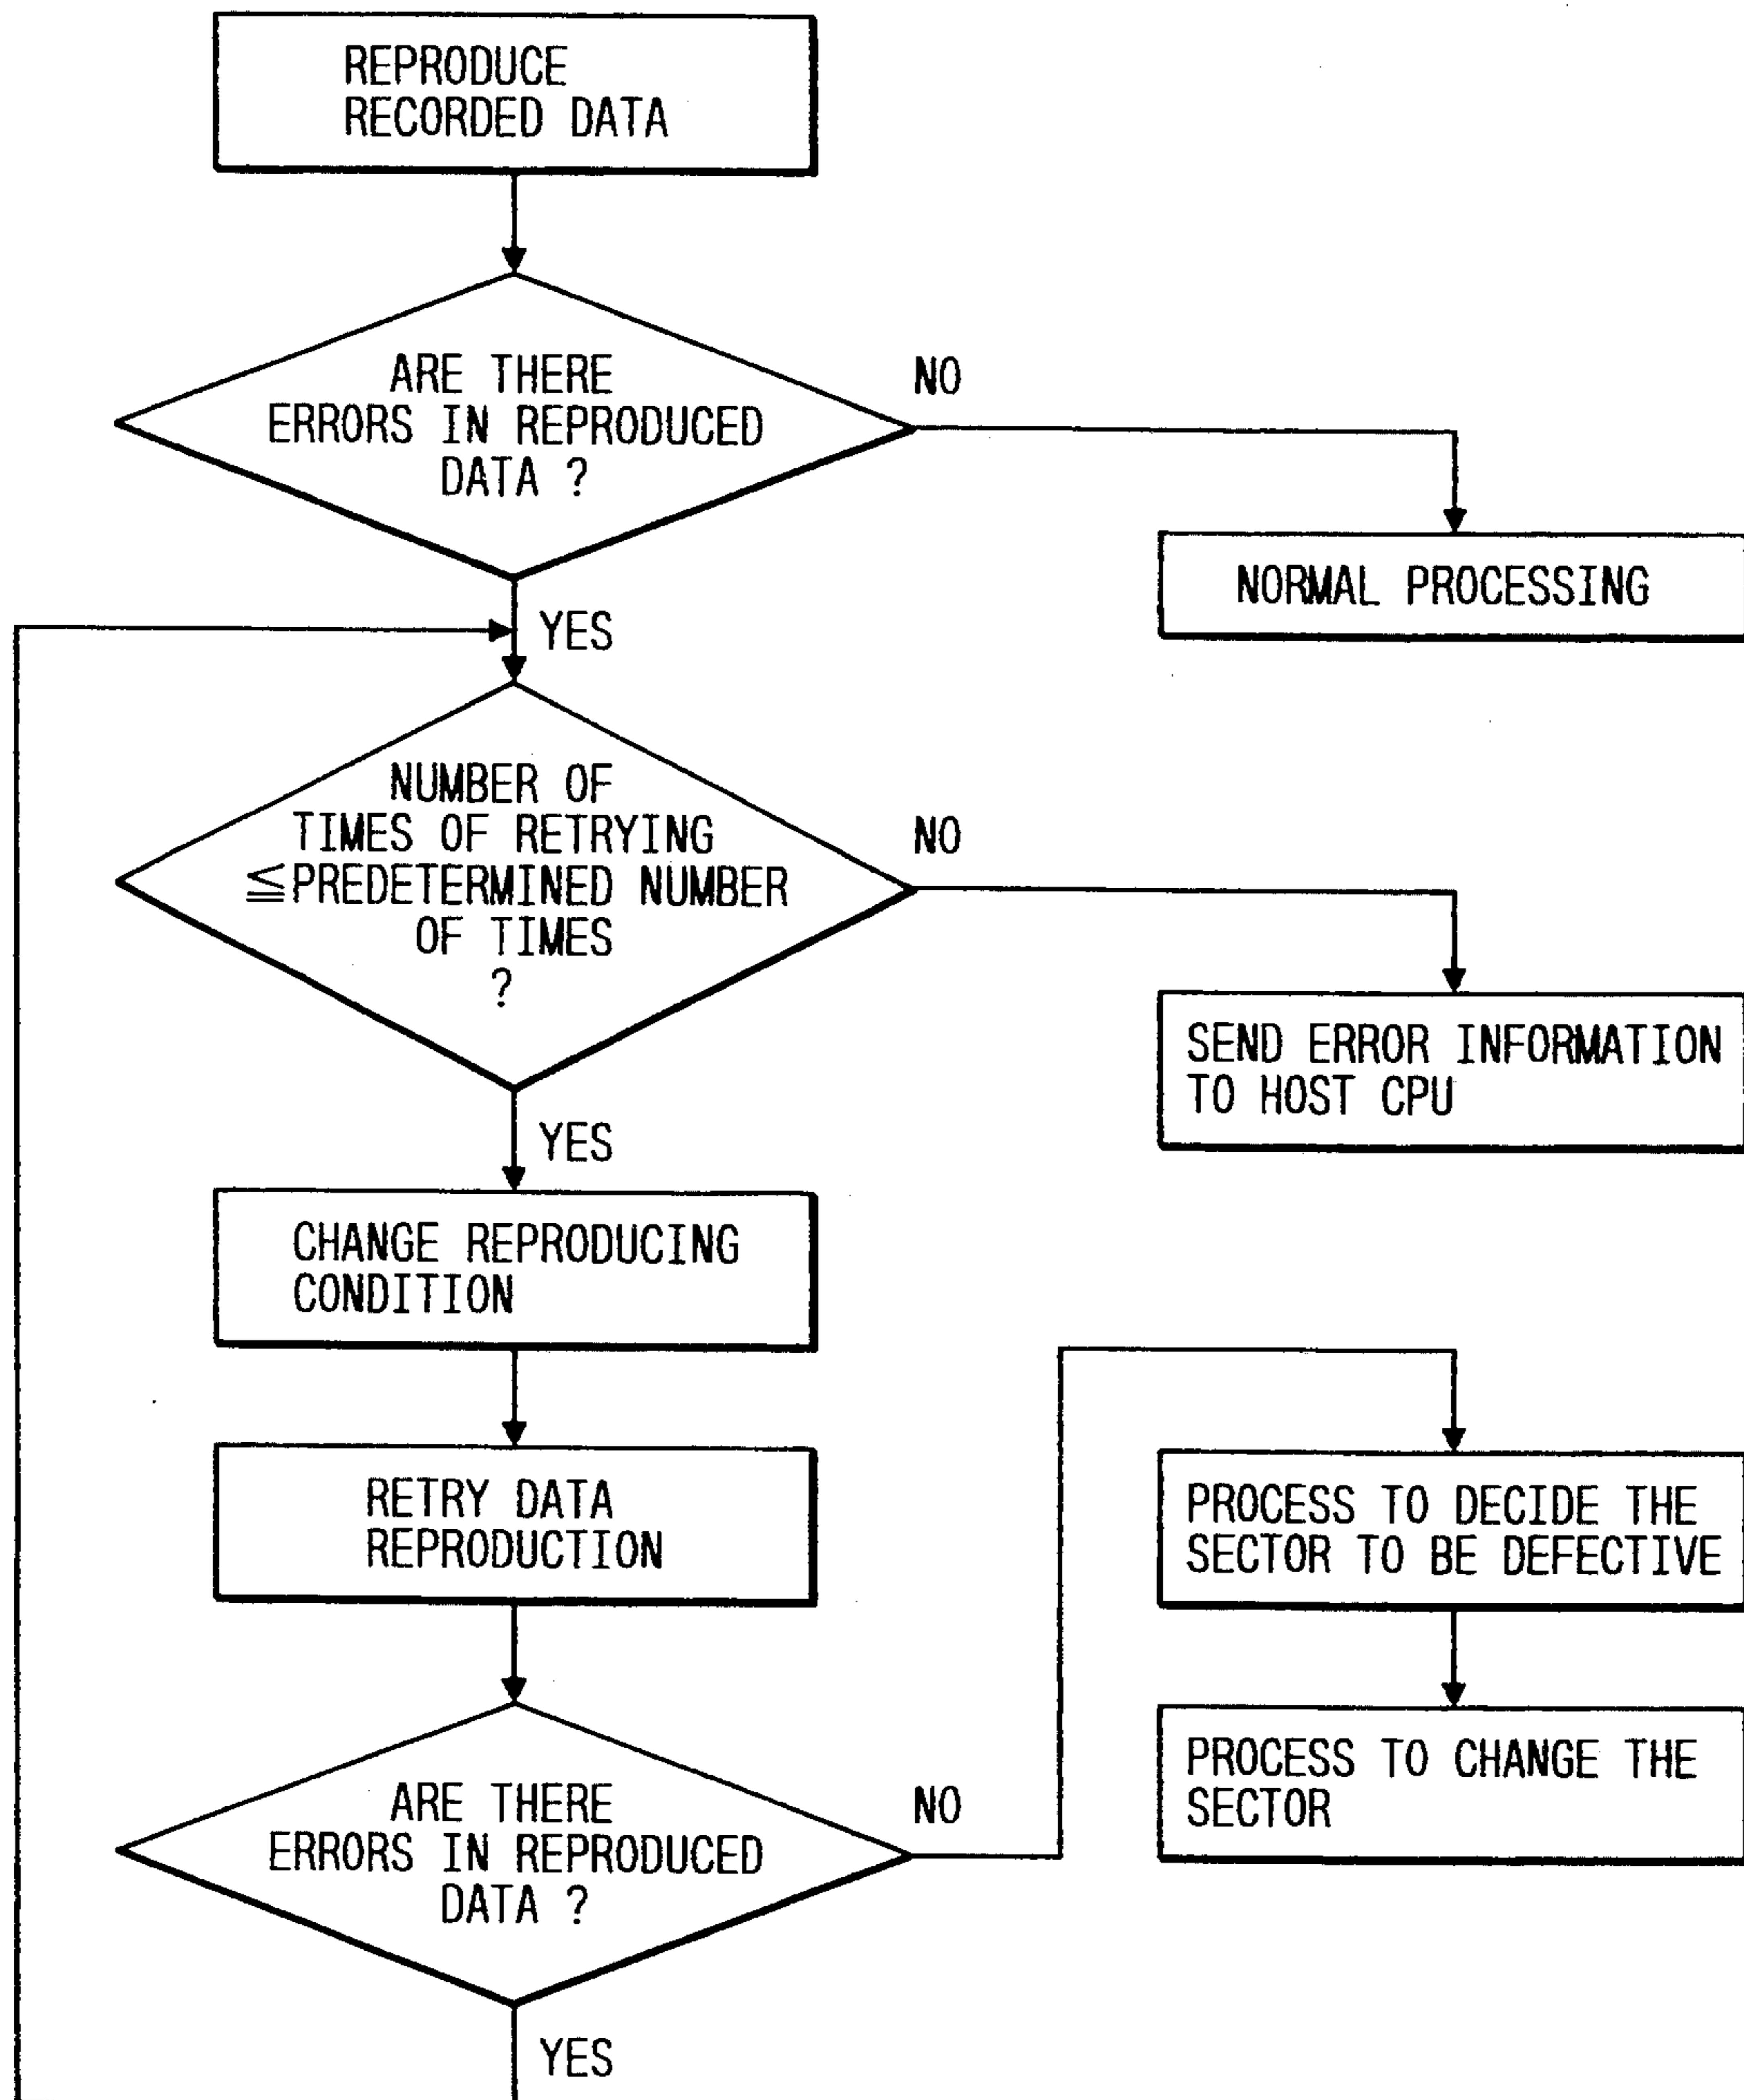 REPRODUCE
RECORDED DATA
ARE THERE
ERRORS IN REPRODUCED
DATA ?
NO
NORMAL PROCESSING
YES
NUMBER OF
TIMES OF RETRYING
≦PREDETERMINED NUMBER
OF TIMES
?
NO
SEND ERROR INFORMATION
TO HOST CPU
YES
CHANGE REPRODUCING
CONDITION
RETRY DATA
REPRODUCTION
PROCESS TO DECIDE THE
SECTOR TO BE DEFECTIVE
PROCESS TO CHANGE THE
SECTOR
ARE THERE
ERRORS IN REPRODUCED
DATA ?
NO
YES